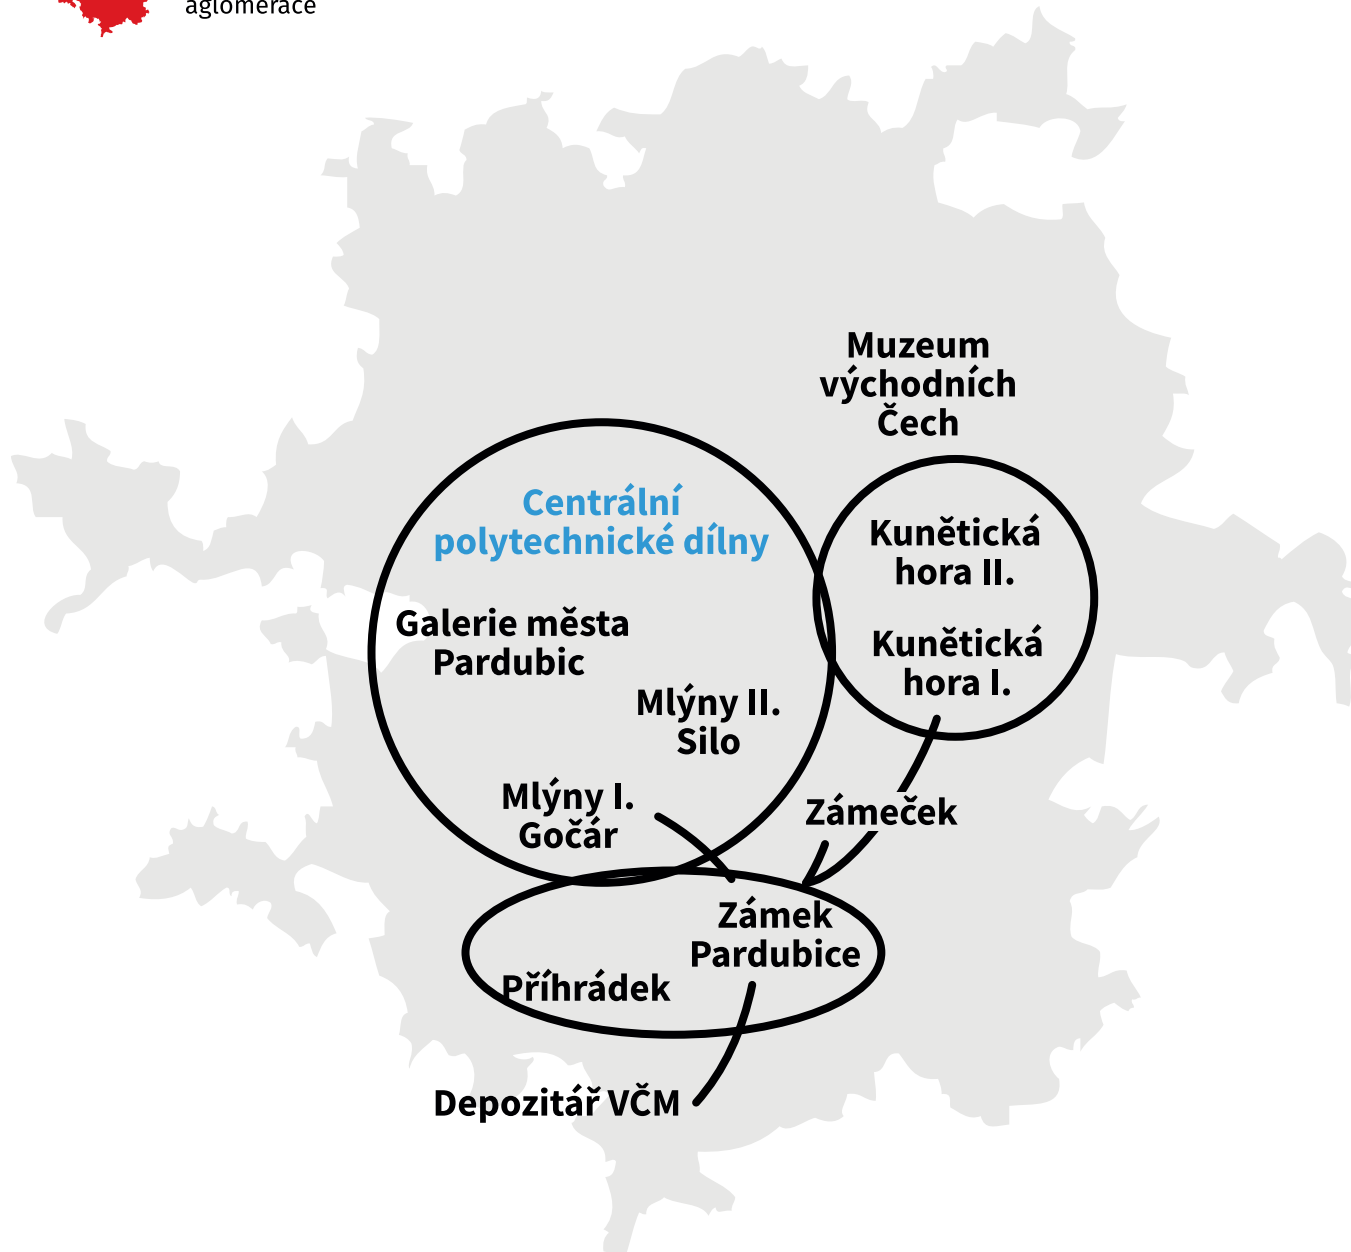 aglomerace
Muzeum
východních
Čech
Centrální
polytechnické dílny
Kunětická
hora II.
Galerie města
Pardubic
Kunětická
hora I.
Mlýny II.
Silo
Mlýny I.
Gočár
Zámeček
Zámek
Pardubice
Příhrádek
Depozitář VČM